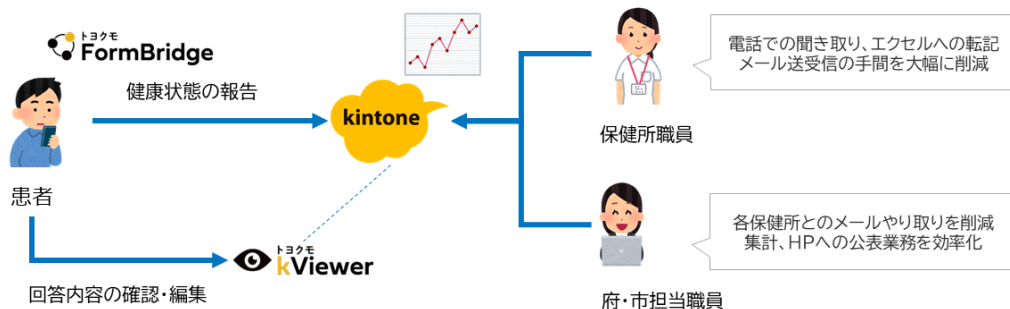 トヨクモ
FormBridge
健康状態の報告
kintone
患者
トヨクモ
kViewer
回答内容の確認・編集
保健所職員
電話での聞き取り、エクセルへの転記
メール送受信の手間を大幅に削減
府・市担当職員
各保健所とのメールやり取りを削減
集計、HPへの公表業務を効率化